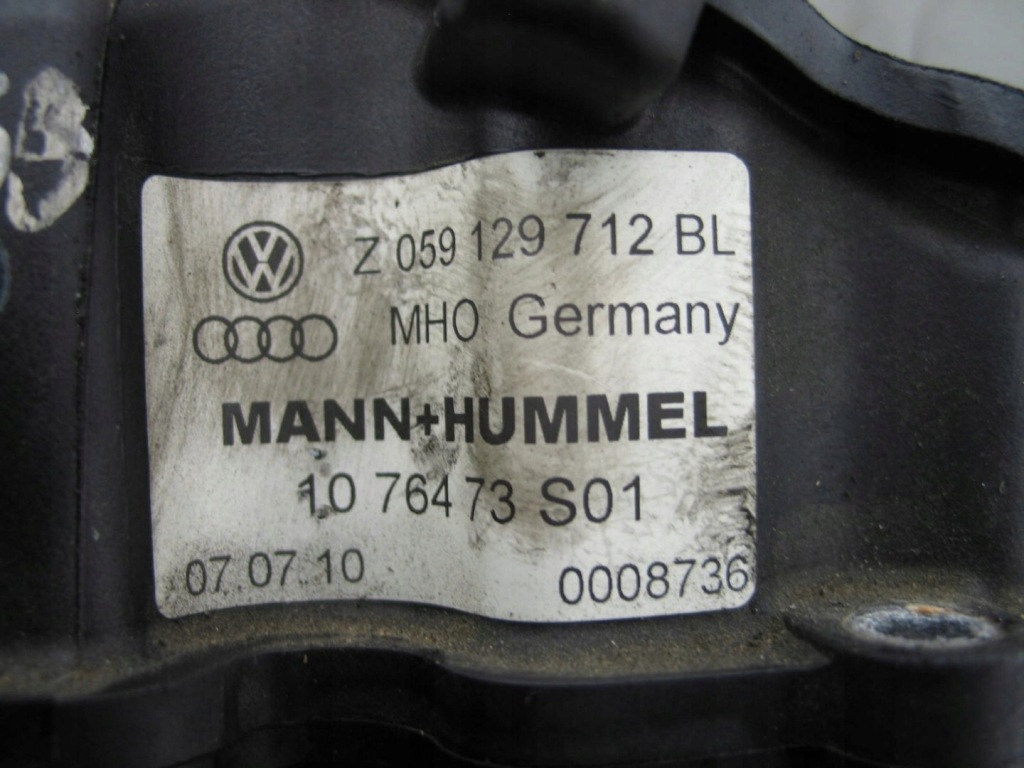 Z 059 129 712 BL
MHO Germany
MANN+HUMMEL
10 76473 S01
07.07.10 0008736